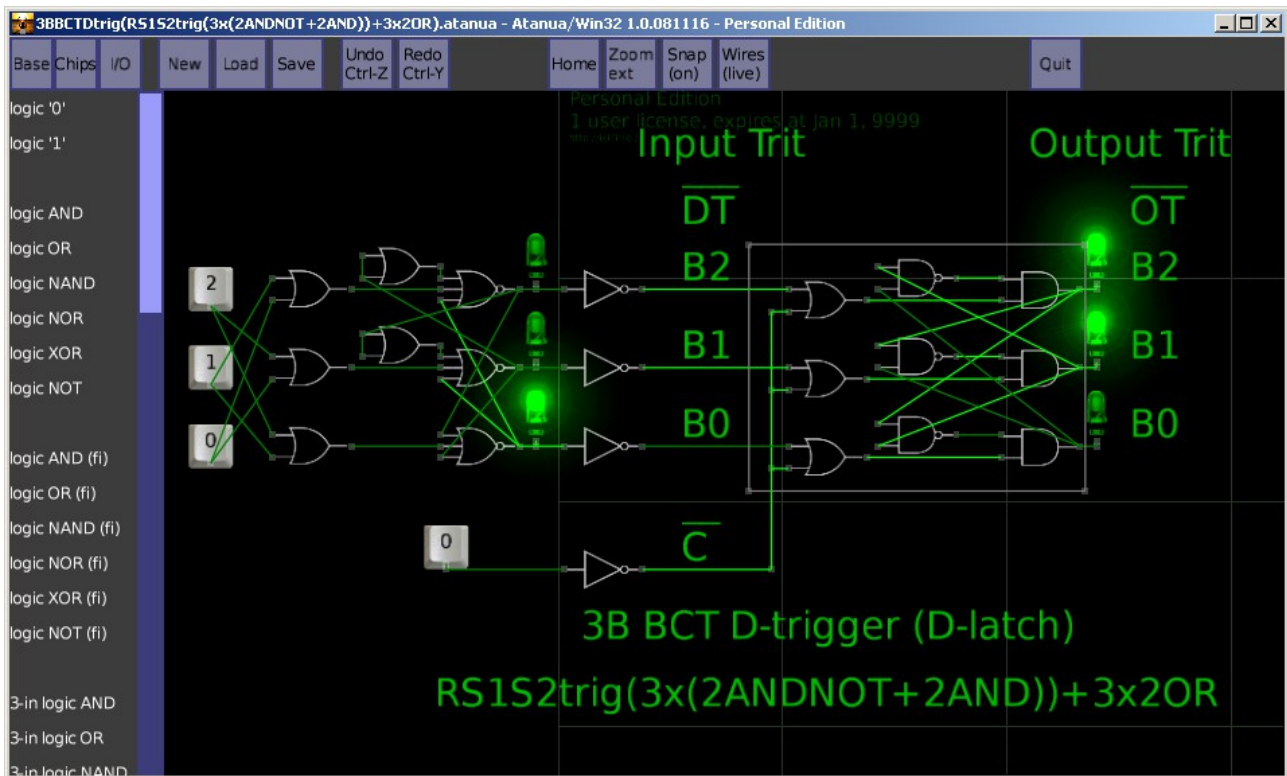 3BBCTDtrig(RS1S2trig(3x(2ANDNOT+2AND))+3x2OR).atanua - Atanua/Win32 1.0.081116 - Personal Edition
Base Chips I/O New Load Save Undo Ctrl-Z Redo Ctrl-Y Home Zoom ext Snap (on) Wires (live) Quit
Personal Edition
1 user license, expires at Jan 1, 9999
logic '0'
logic '1'
logic AND
logic OR
logic NAND
logic NOR
logic XOR
logic NOT
logic AND (fi)
logic OR (fi)
logic NAND (fi)
logic NOR (fi)
logic XOR (fi)
logic NOT (fi)
3-in logic AND
3-in logic OR
3-in logic NAND
Input Trit
Output Trit
DT
OT
2
B2
B2
1
B1
B1
0
B0
B0
0
C
3B BCT D-trigger (D-latch)
RS1S2trig(3x(2ANDNOT+2AND))+3x2OR